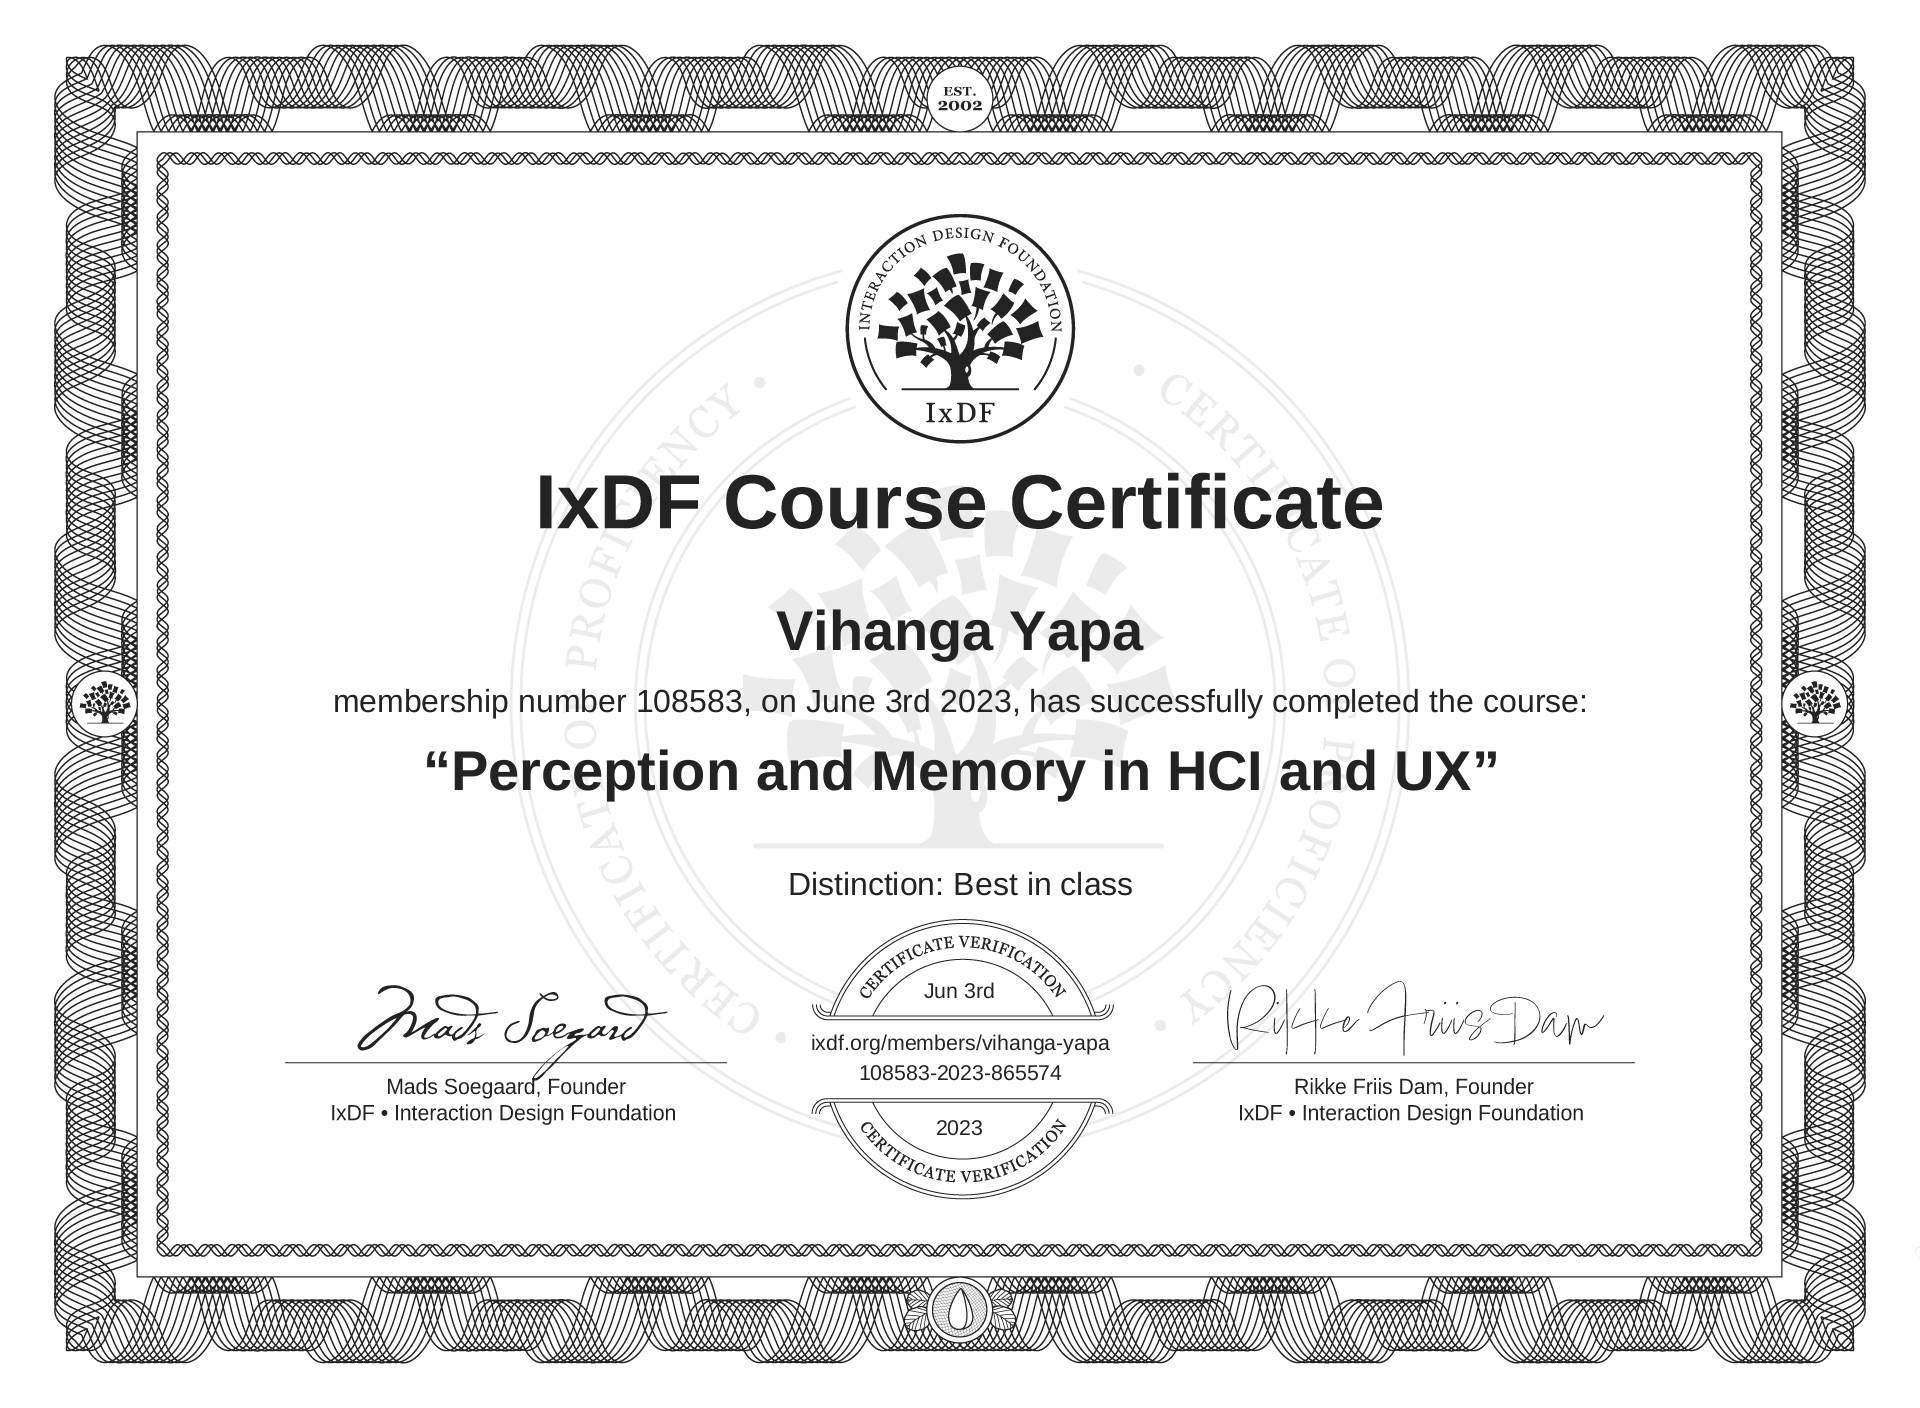 EST.
2002
INTERACTION DESIGN FOUNDATION
IxDF
• CERTIFICATE OF PROFICIENCY •
• CERTIFICATE OF PROFICIENCY •
IxDF Course Certificate
Vihanga Yapa
membership number 108583, on June 3rd 2023, has successfully completed the course:
“Perception and Memory in HCI and UX”
Distinction: Best in class
CERTIFICATE VERIFICATION
Jun 3rd
ixdf.org/members/vihanga-yapa
108583-2023-865574
2023
CERTIFICATE VERIFICATION
Mads Soegaard
Mads Soegaard, Founder
IxDF • Interaction Design Foundation
Rikke Friis Dam
Rikke Friis Dam, Founder
IxDF • Interaction Design Foundation